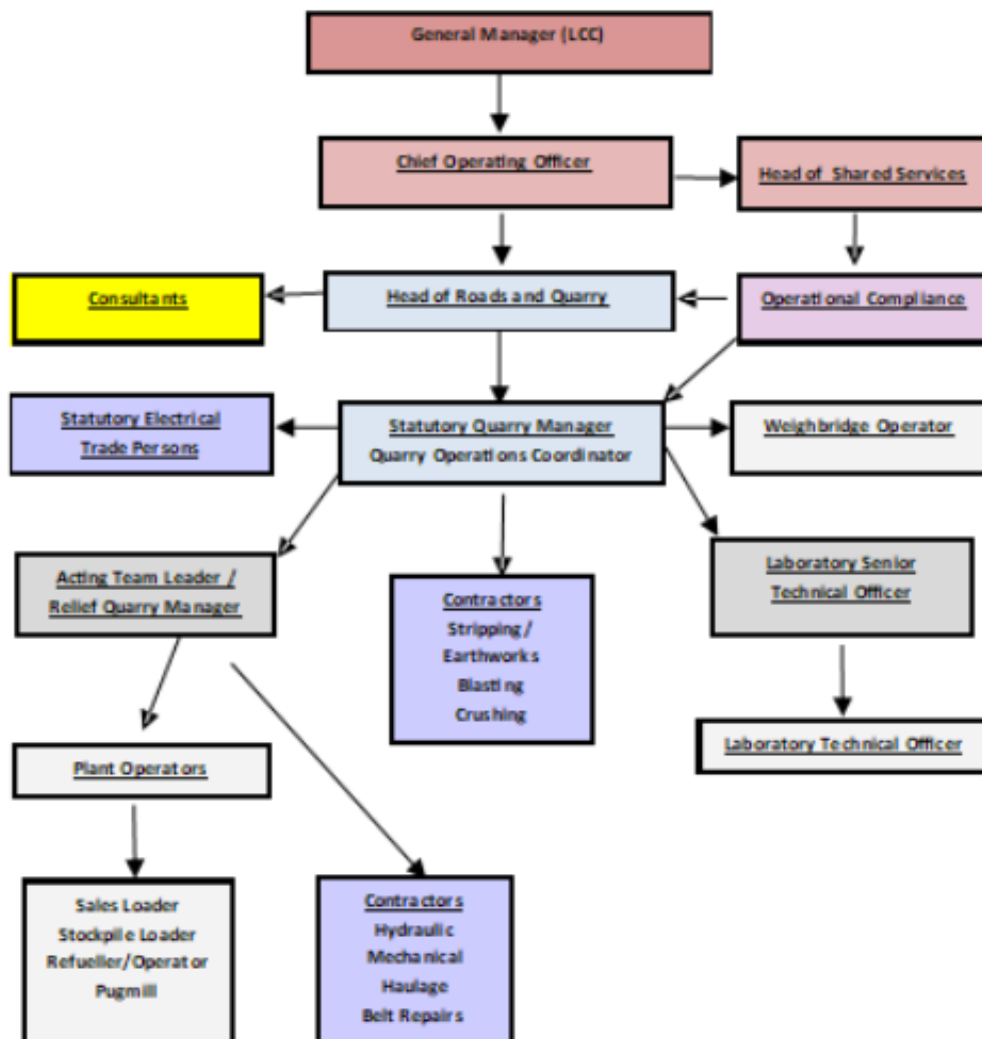 General Manager (LCC)
Chief Operating Officer
Head of Shared Services
Consultants
Head of Roads and Quarry
Operational Compliance
Statutory Electrical
Trade Persons
Statutory Quarry Manager
Quarry Operations Coordinator
Weighbridge Operator
Acting Team Leader /
Relief Quarry Manager
Contractors
Stripping/
Earthworks
Blasting
Crushing
Laboratory Senior
Technical Officer
Laboratory Technical Officer
Plant Operators
Sales Loader
Stockpile Loader
Refueller/Operator
Pugmill
Contractors
Hydraulic
Mechanical
Haulage
Belt Repairs